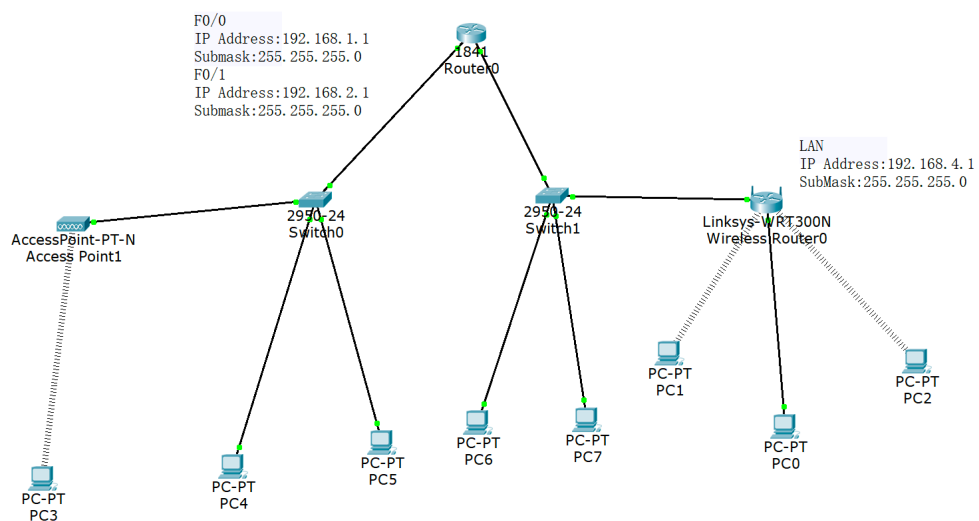 F0/0
IP Address:192.168.1.1
Submask:255.255.255.0
F0/1
IP Address:192.168.2.1
Submask:255.255.255.0
1841
Router0
LAN
IP Address:192.168.4.1
SubMask:255.255.255.0
2950-24
Switch0
2950-24
Switch1
Linksys-WRT300N
Wireless Router0
AccessPoint-PT-N
Access Point1
PC-PT
PC1
PC-PT
PC2
PC-PT
PC3
PC-PT
PC4
PC-PT
PC5
PC-PT
PC6
PC-PT
PC7
PC-PT
PC0